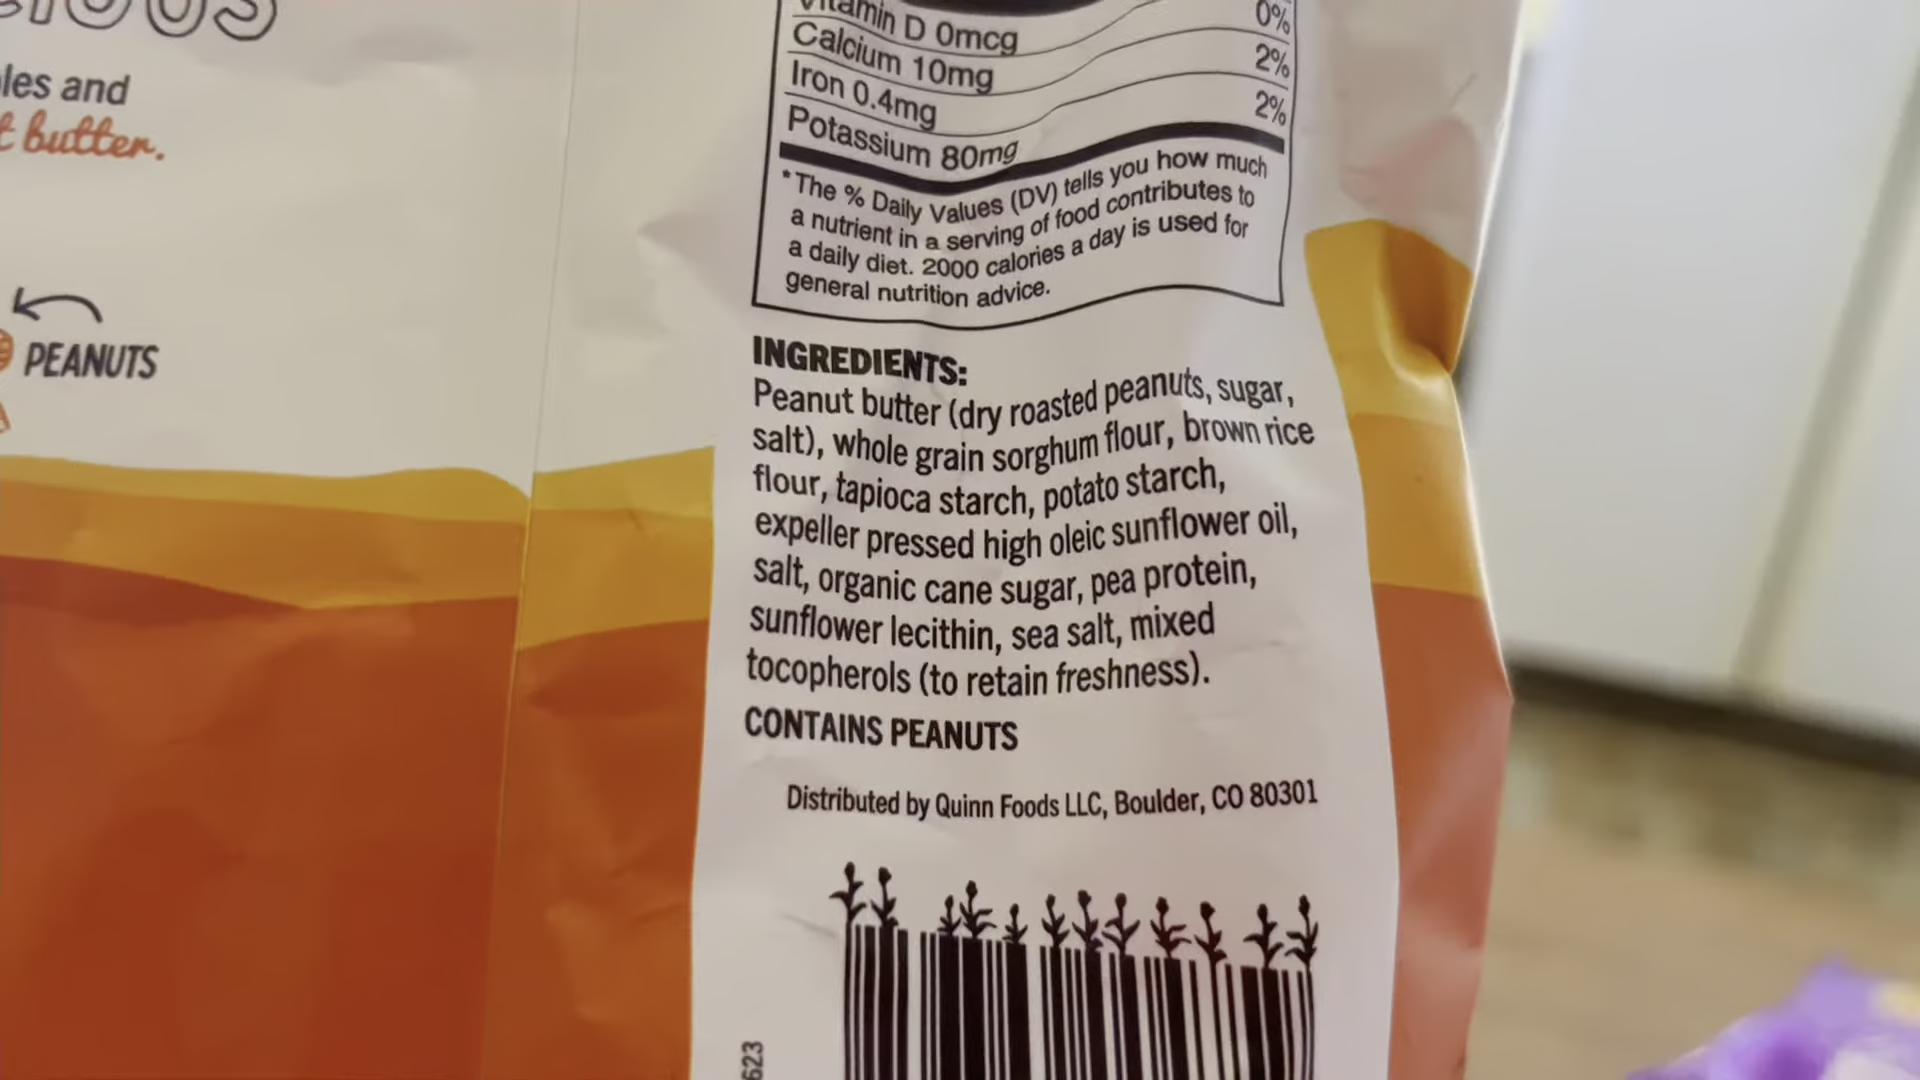 and
butter.
PEANUTS
Vitamin D 0mcg 0%
Calcium 10mg 2%
Iron 0.4mg 2%
Potassium 80mg
*The % Daily Values (DV) tells you how much
a nutrient in a serving of food contributes to
a daily diet. 2000 calories a day is used for
general nutrition advice.
INGREDIENTS:
Peanut butter (dry roasted peanuts, sugar,
salt), whole grain sorghum flour, brown rice
flour, tapioca starch, potato starch,
expeller pressed high oleic sunflower oil,
salt, organic cane sugar, pea protein,
sunflower lecithin, sea salt, mixed
tocopherols (to retain freshness).
CONTAINS PEANUTS
Distributed by Quinn Foods LLC, Boulder, CO 80301
623